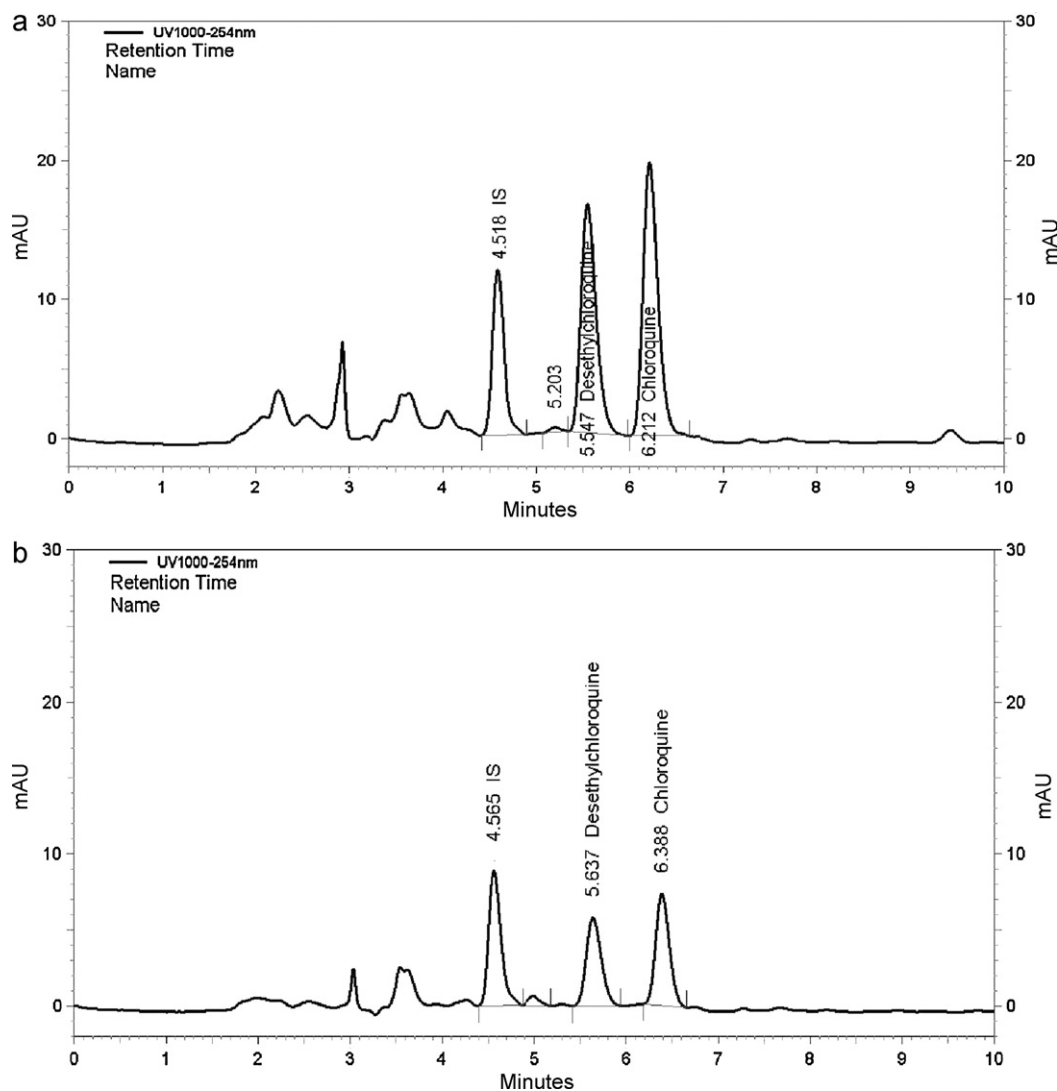 a
UV1000-254nm
Retention Time
Name
30
20
10
0
mAU
30
20
10
0
mAU
4.518 IS
5.203
5.547 Desethylchloroquine
6.212 Chloroquine
0 1 2 3 4 5 6 7 8 9 10
Minutes
b
UV1000-254nm
Retention Time
Name
30
20
10
0
mAU
30
20
10
0
mAU
4.565 IS
5.637 Desethylchloroquine
6.388 Chloroquine
0 1 2 3 4 5 6 7 8 9 10
Minutes